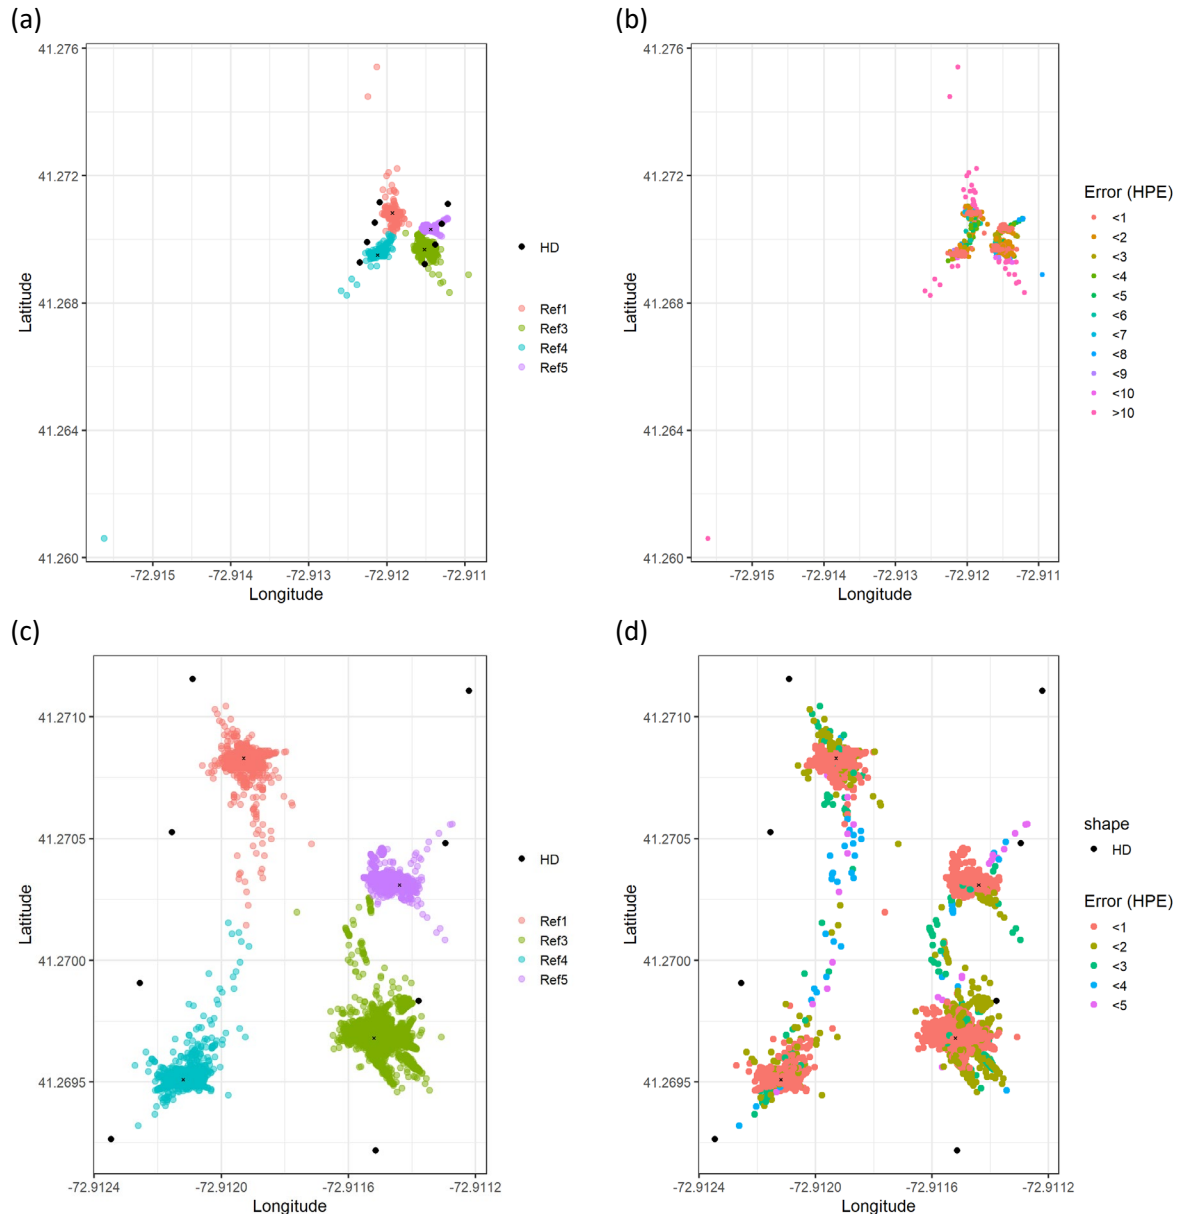 (a)
41.276
41.272
41.268
41.264
41.260
Latitude
-72.915 -72.914 -72.913 -72.912 -72.911
Longitude
HD
Ref1
Ref3
Ref4
Ref5
(b)
41.276
41.272
41.268
41.264
41.260
Latitude
-72.915 -72.914 -72.913 -72.912 -72.911
Longitude
Error (HPE)
<1
<2
<3
<4
<5
<6
<7
<8
<9
<10
>10
(c)
41.2710
41.2705
41.2700
41.2695
Latitude
-72.9124 -72.9120 -72.9116 -72.9112
Longitude
HD
Ref1
Ref3
Ref4
Ref5
(d)
41.2710
41.2705
41.2700
41.2695
Latitude
-72.9124 -72.9120 -72.9116 -72.9112
Longitude
shape
HD
Error (HPE)
<1
<2
<3
<4
<5